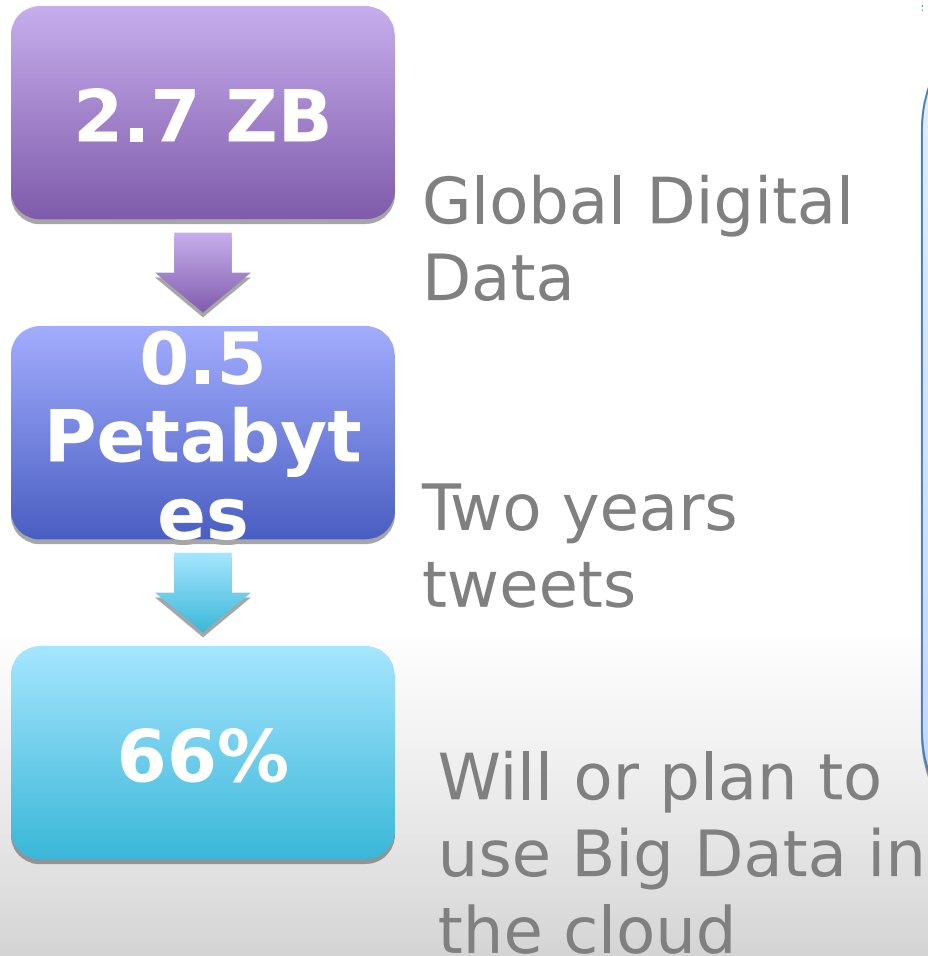 2.7 ZB
Global Digital
Data
0.5
Petabyt
es
Two years
tweets
66%
Will or plan to
use Big Data in
the cloud